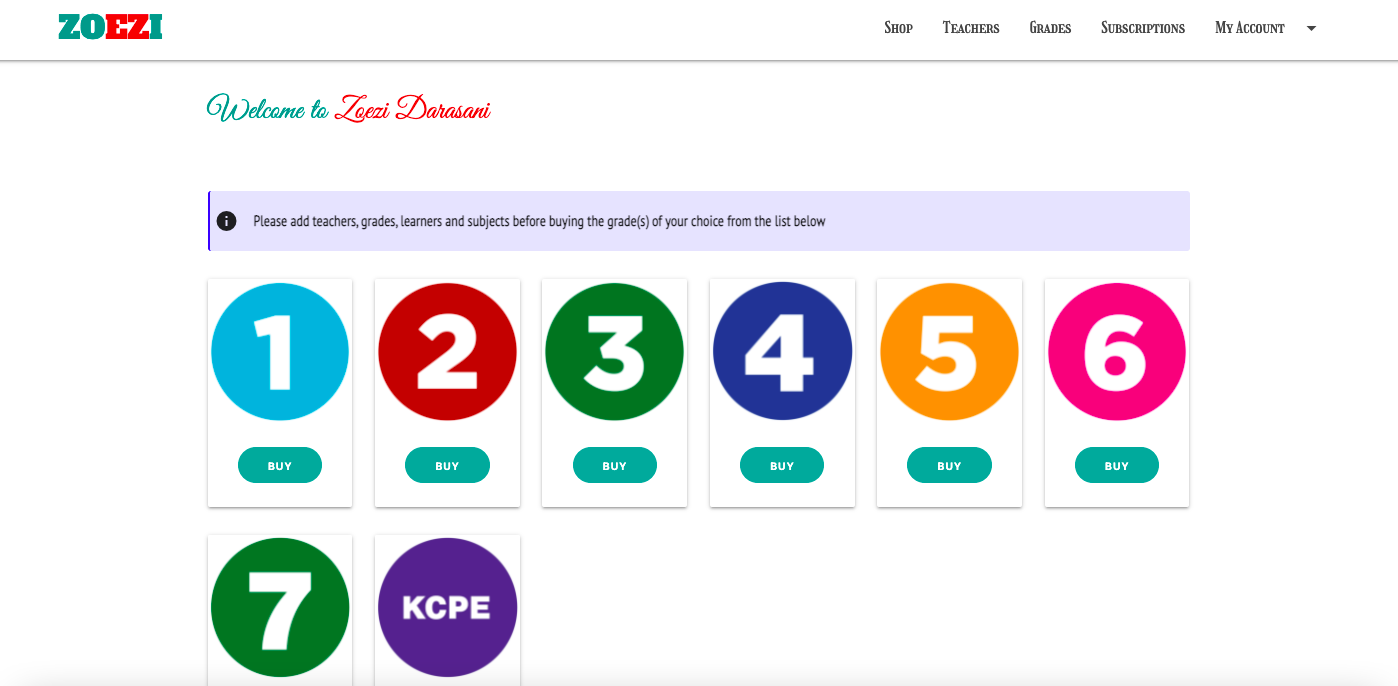 ZOEZI
Shop Teachers Grades Subscriptions My Account
Welcome to Zoezi Darasani
Please add teachers, grades, learners and subjects before buying the grade(s) of your choice from the list below
1 2 3 4 5 6
BUY BUY BUY BUY BUY BUY
7 KCPE